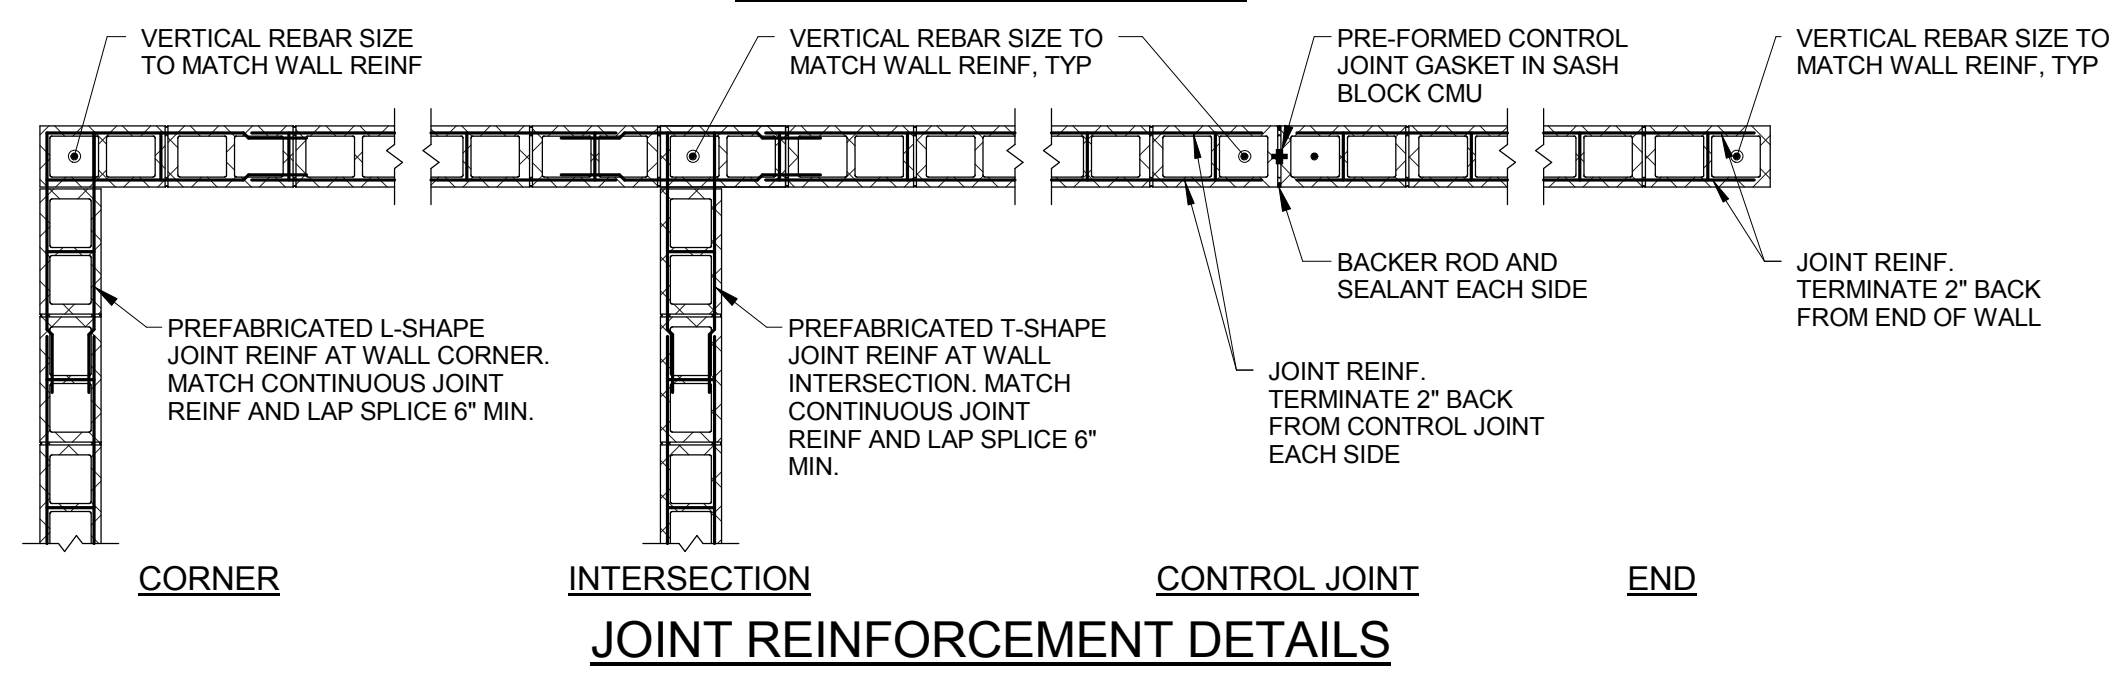 VERTICAL REBAR SIZE
TO MATCH WALL REINF
VERTICAL REBAR SIZE TO
MATCH WALL REINF, TYP
PRE-FORMED CONTROL
JOINT GASKET IN SASH
BLOCK CMU
VERTICAL REBAR SIZE TO
MATCH WALL REINF, TYP
PREFABRICATED L-SHAPE
JOINT REINF AT WALL CORNER.
MATCH CONTINUOUS JOINT
REINF AND LAP SPLICE 6" MIN.
PREFABRICATED T-SHAPE
JOINT REINF AT WALL
INTERSECTION. MATCH
CONTINUOUS JOINT
REINF AND LAP SPLICE 6"
MIN.
BACKER ROD AND
SEALANT EACH SIDE
JOINT REINF.
TERMINATE 2" BACK
FROM CONTROL JOINT
EACH SIDE
JOINT REINF.
TERMINATE 2" BACK
FROM END OF WALL
CORNER
INTERSECTION
CONTROL JOINT
END
JOINT REINFORCEMENT DETAILS